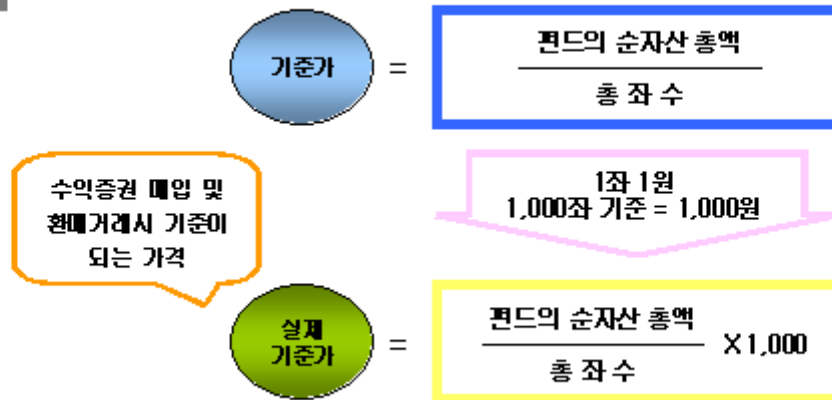 기준가
=
펀드의 순자산 총액
총 좌 수
수익증권 매입 및
환매거래시 기준이
되는 가격
1좌 1원
1,000좌 기준 = 1,000원
실제
기준가
=
펀드의 순자산 총액
총 좌 수
X 1,000